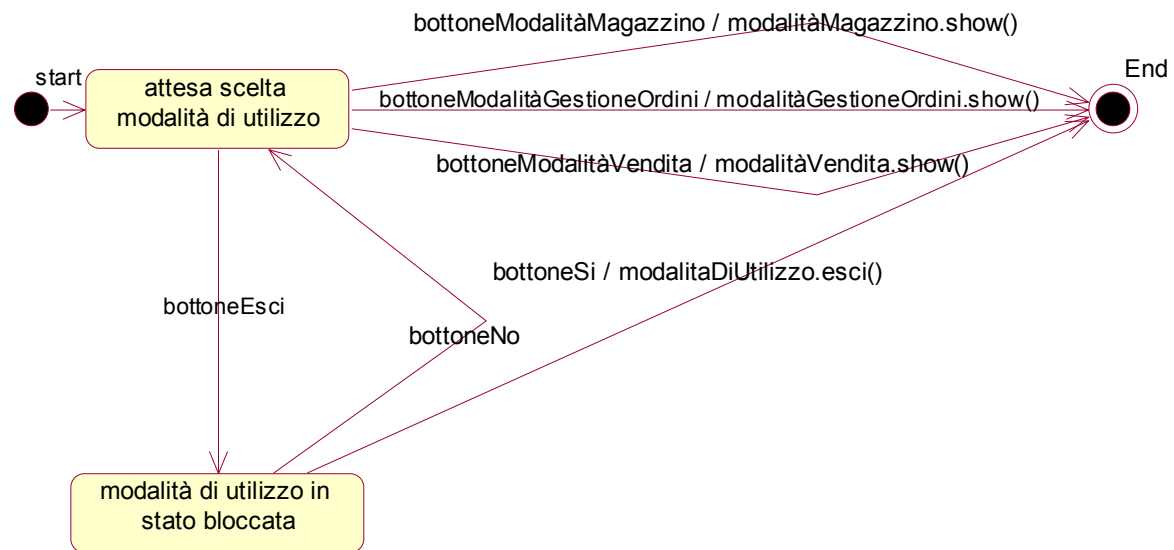 bottoneModalitàMagazzino / modalitàMagazzino.show()
start
End
attesa scelta
modalità di utilizzo
bottoneModalitàGestioneOrdini / modalitàGestioneOrdini.show()
bottoneModalitàVendita / modalitàVendita.show()
bottoneSi / modalitaDiUtilizzo.esci()
bottoneEsci
bottoneNo
modalità di utilizzo in
stato bloccata